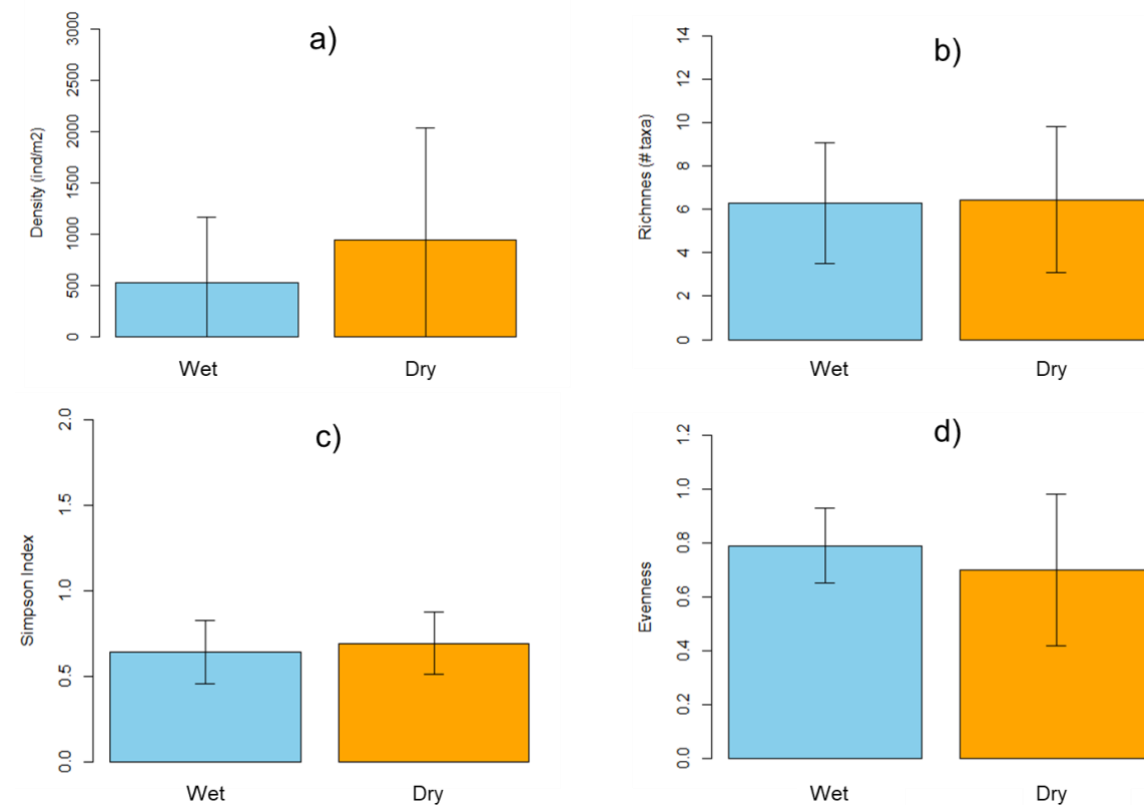 a)
Density (ind/m2)
3000
2500
2000
1500
1000
500
0
Wet Dry
b)
Richnnes (# taxa)
14
12
10
8
6
4
2
0
Wet Dry
c)
Simpson Index
2.0
1.5
1.0
0.5
0.0
Wet Dry
d)
Evenness
1.2
1.0
0.8
0.6
0.4
0.2
0.0
Wet Dry